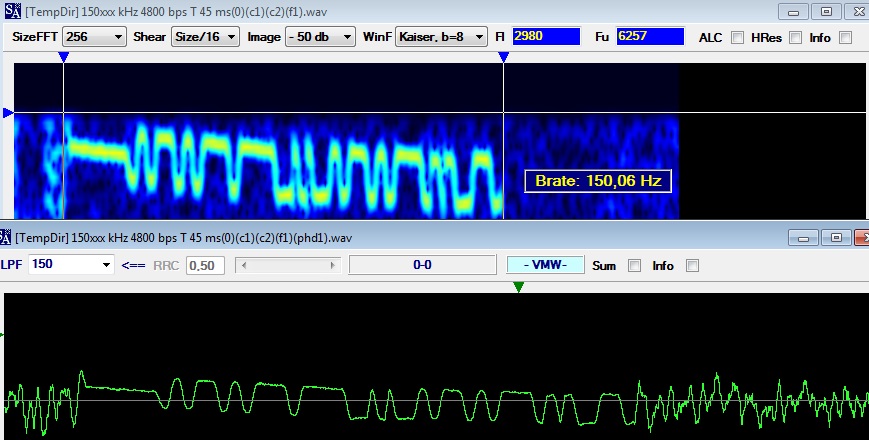 SA [TempDir] 150xxx kHz 4800 bps T 45 ms(0)(c1)(c2)(f1).wav
SizeFFT 256 Shear Size/16 Image - 50 db WinF Kaiser, b=8 Fl 2980 Fu 6257 ALC HRes Info
Brate: 150,06 Hz
SA [TempDir] 150xxx kHz 4800 bps T 45 ms(0)(c1)(c2)(f1)(phd1).wav
LPF 150 <== RRC 0,50 0-0 - VMW- Sum Info